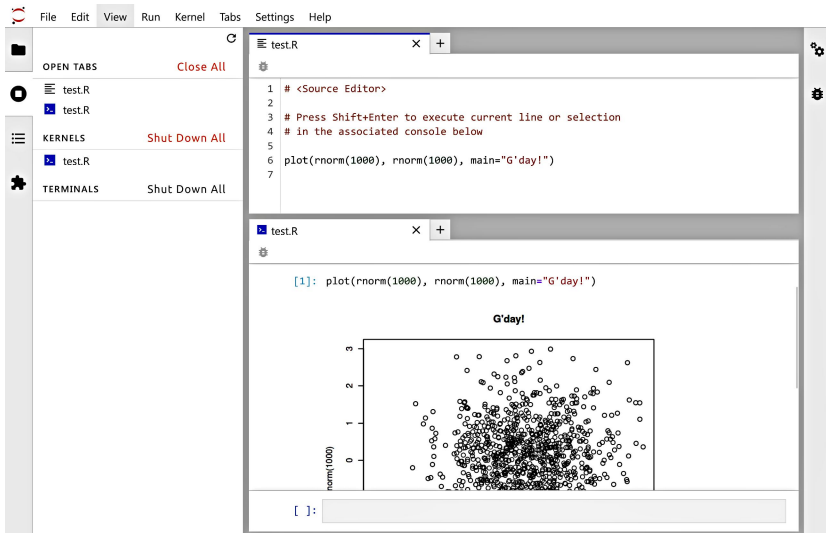 File Edit View Run Kernel Tabs Settings Help
OPEN TABS Close All
test.R
test.R
KERNELS Shut Down All
test.R
TERMINALS Shut Down All
test.R
1 # <Source Editor>
2
3 # Press Shift+Enter to execute current line or selection
4 # in the associated console below
5
6 plot(rnorm(1000), rnorm(1000), main="G'day!")
7
test.R
[1]: plot(rnorm(1000), rnorm(1000), main="G'day!")
G'day!
3
2
1
0
norm(1000)
[ ]: